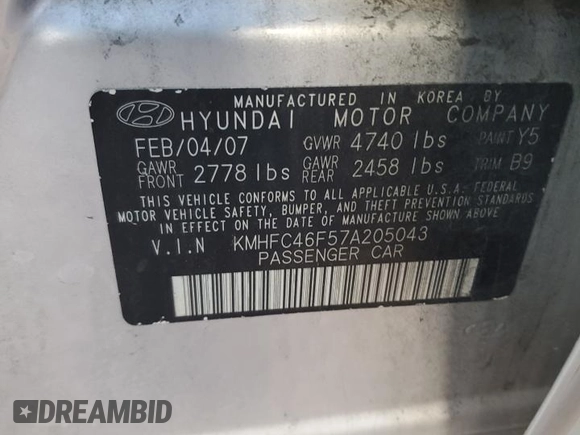 MANUFACTURED IN KOREA BY
HYUNDAI MOTOR COMPANY
FEB/04/07 GVWR 4740 lbs PAINT Y5
GAWR FRONT 2778 lbs GAWR REAR 2458 lbs TRIM B9
THIS VEHICLE CONFORMS TO ALL APPLICABLE U.S.A. FEDERAL
MOTOR VEHICLE SAFETY, BUMPER, AND THEFT PREVENTION STANDARDS
IN EFFECT ON THE DATE OF MANUFACTURE SHOWN ABOVE.
V.I.N KMHFC46F57A205043
PASSENGER CAR
DREAMBID